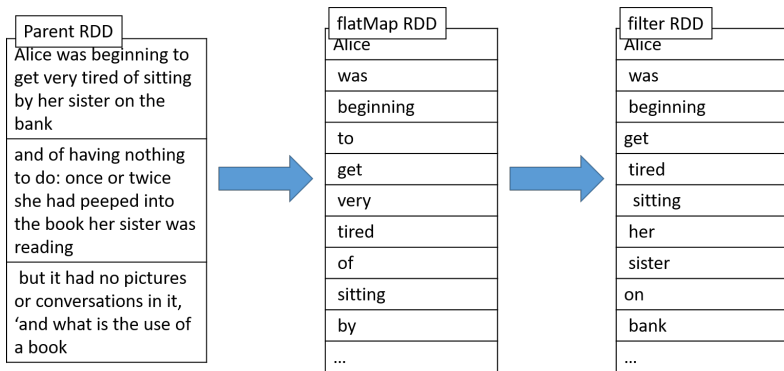 Parent RDD
Alice was beginning to
get very tired of sitting
by her sister on the
bank
and of having nothing
to do: once or twice
she had peeped into
the book her sister was
reading
but it had no pictures
or conversations in it,
‘and what is the use of
a book
flatMap RDD
Alice
was
beginning
to
get
very
tired
of
sitting
by
...
filter RDD
Alice
was
beginning
get
tired
sitting
her
sister
on
bank
...